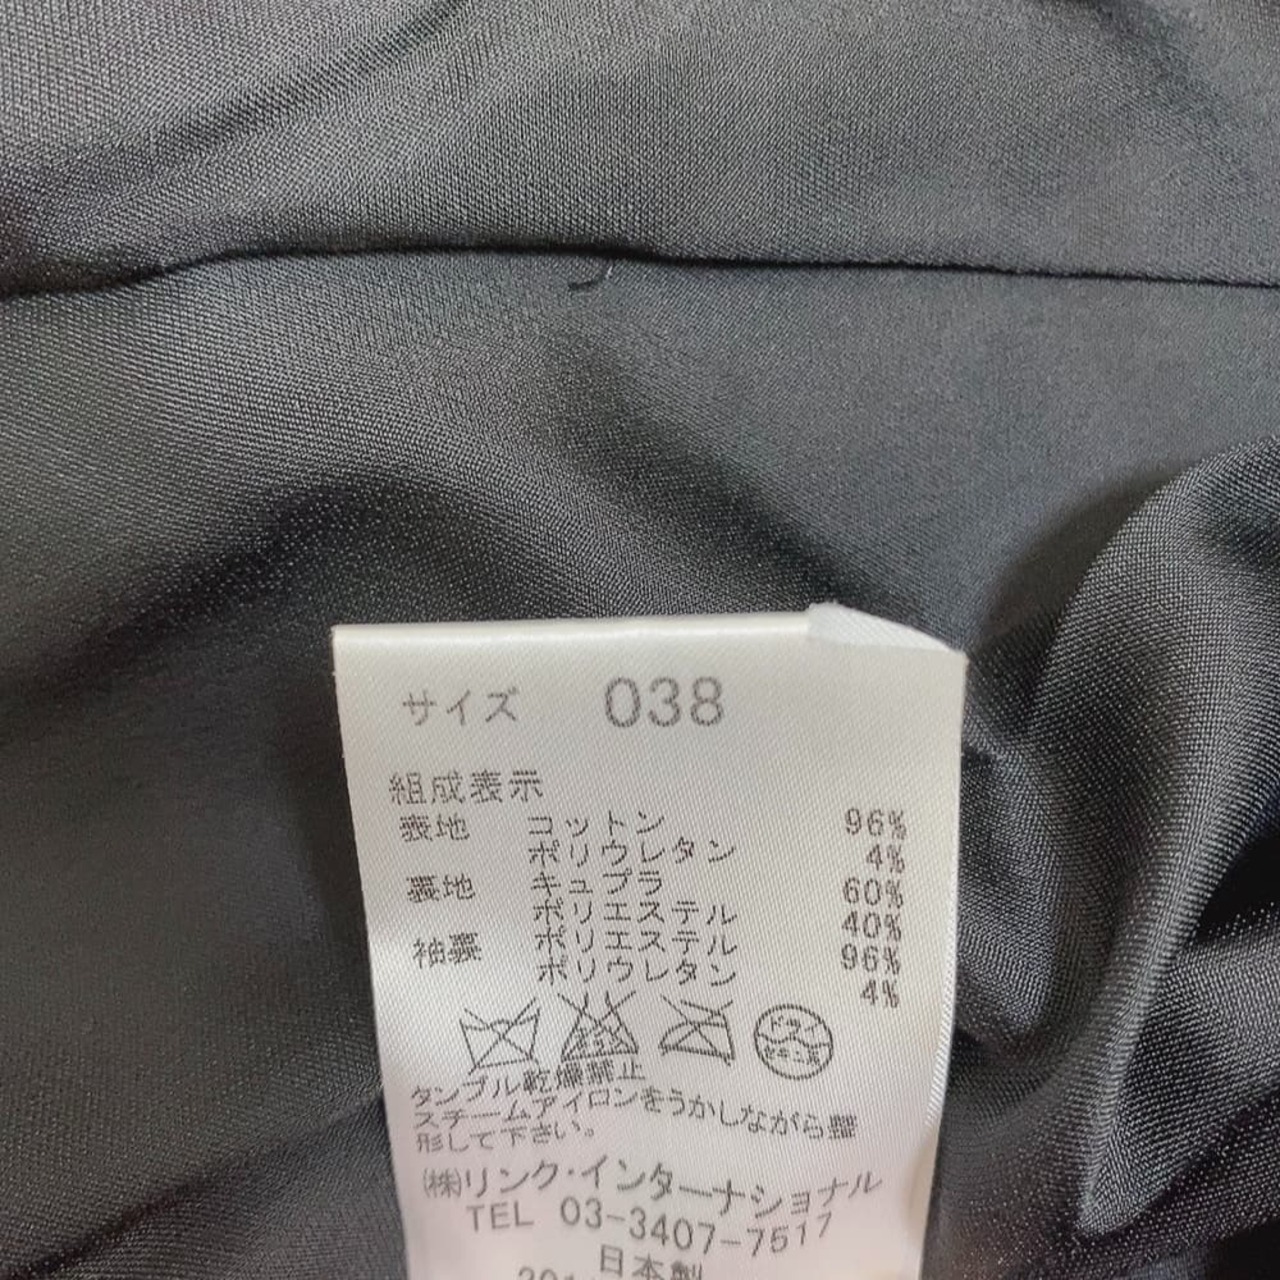 サイズ 038
組成表示
表地 コットン 96%
ポリウレタン 4%
裏地 キュプラ 60%
ポリエステル 40%
袖裏 ポリエステル 96%
ポリウレタン 4%
ドライ
セキユ系
タンブル乾燥禁止
スチームアイロンをうかしながら整
形して下さい。
㈱リンク・インターナショナル
TEL 03-3407-7517
日本製